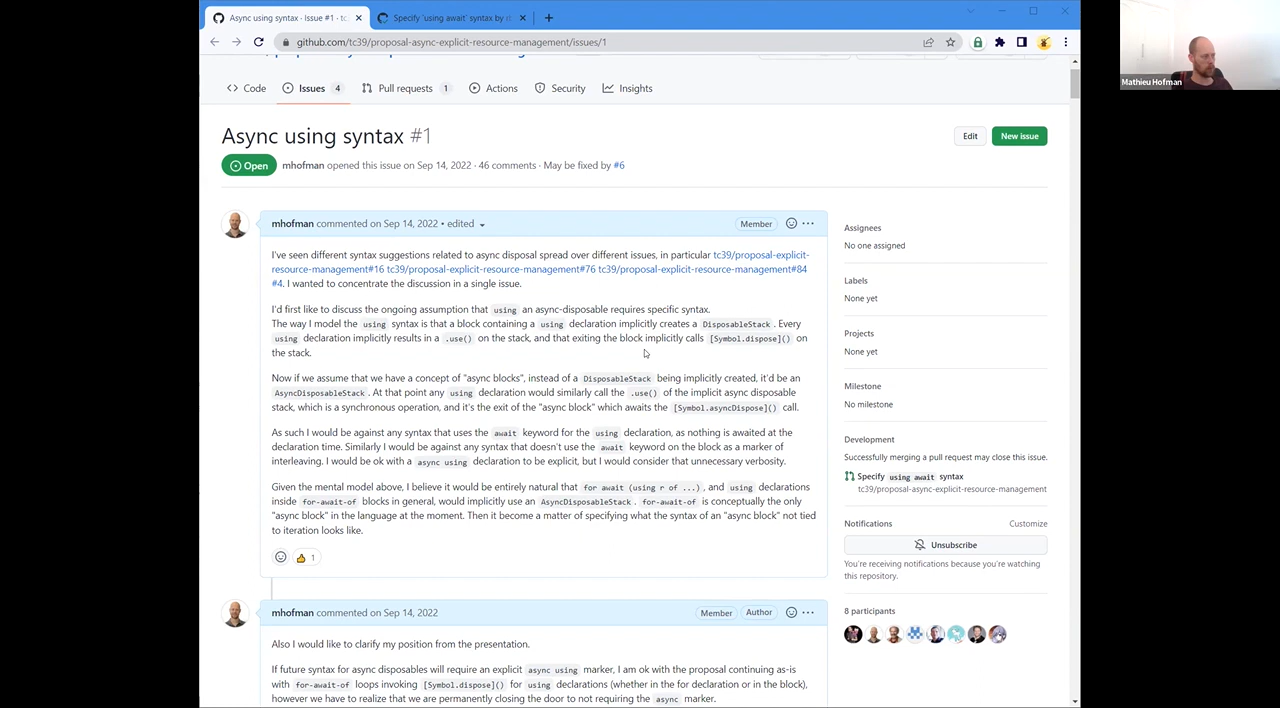 Async using syntax · Issue #1 · tc
Specify `using await` syntax by
github.com/tc39/proposal-async-explicit-resource-management/issues/1
Mathieu Hofman
Code
Issues 4
Pull requests 1
Actions
Security
Insights
Async using syntax #1
Edit
New issue
Open
mhofman opened this issue on Sep 14, 2022 · 46 comments · May be fixed by #6
mhofman commented on Sep 14, 2022 • edited
Member
I've seen different syntax suggestions related to async disposal spread over different issues, in particular tc39/proposal-explicit-
resource-management#16 tc39/proposal-explicit-resource-management#76 tc39/proposal-explicit-resource-management#84
#4. I wanted to concentrate the discussion in a single issue.
I'd first like to discuss the ongoing assumption that using an async-disposable requires specific syntax.
The way I model the using syntax is that a block containing a using declaration implicitly creates a DisposableStack. Every
using declaration implicitly results in a .use() on the stack, and that exiting the block implicitly calls [Symbol.dispose]() on
the stack.
Now if we assume that we have a concept of "async blocks", instead of a DisposableStack being implicitly created, it'd be an
AsyncDisposableStack. At that point any using declaration would similarly call the .use() of the implicit async disposable
stack, which is a synchronous operation, and it's the exit of the "async block" which awaits the [Symbol.asyncDispose]() call.
As such I would be against any syntax that uses the await keyword for the using declaration, as nothing is awaited at the
declaration time. Similarly I would be against any syntax that doesn't use the await keyword on the block as a marker of
interleaving. I would be ok with a async using declaration to be explicit, but I would consider that unnecessary verbosity.
Given the mental model above, I believe it would be entirely natural that for await (using r of ...), and using declarations
inside for-await-of blocks in general, would implicitly use an AsyncDisposableStack. for-await-of is conceptually the only
"async block" in the language at the moment. Then it become a matter of specifying what the syntax of an "async block" not tied
to iteration looks like.
1
mhofman commented on Sep 14, 2022
Member
Author
Also I would like to clarify my position from the presentation.
If future syntax for async disposables will require an explicit async using marker, I am ok with the proposal continuing as-is
with for-await-of loops invoking [Symbol.dispose]() for using declarations (whether in the for declaration or in the block),
however we have to realize that we are permanently closing the door to not requiring the async marker.
Assignees
No one assigned
Labels
None yet
Projects
None yet
Milestone
No milestone
Development
Successfully merging a pull request may close this issue.
Specify using await syntax
tc39/proposal-async-explicit-resource-management
Notifications
Customize
Unsubscribe
You're receiving notifications because you're watching
this repository.
8 participants